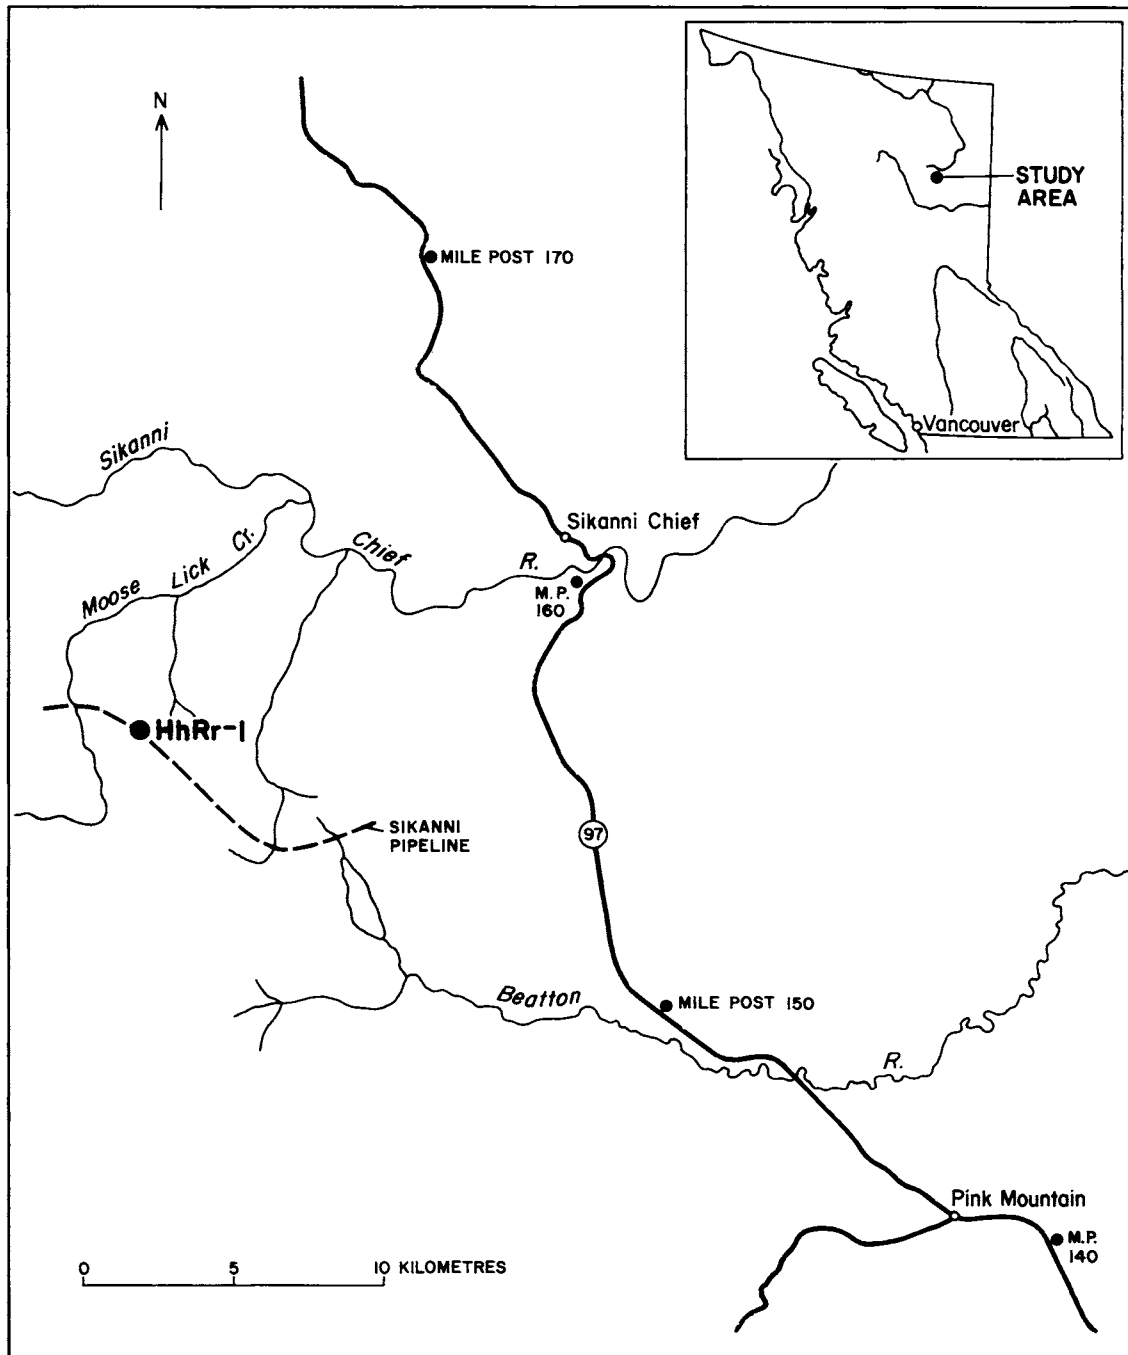 N
STUDY
AREA
Vancouver
MILE POST 170
Sikanni Chief R.
Sikanni Chief
M.P.
160
Moose Lick Cr.
HhRr-1
SIKANNI
PIPELINE
97
Beatton R.
MILE POST 150
Pink Mountain
M.P.
140
0 5 10 KILOMETRES